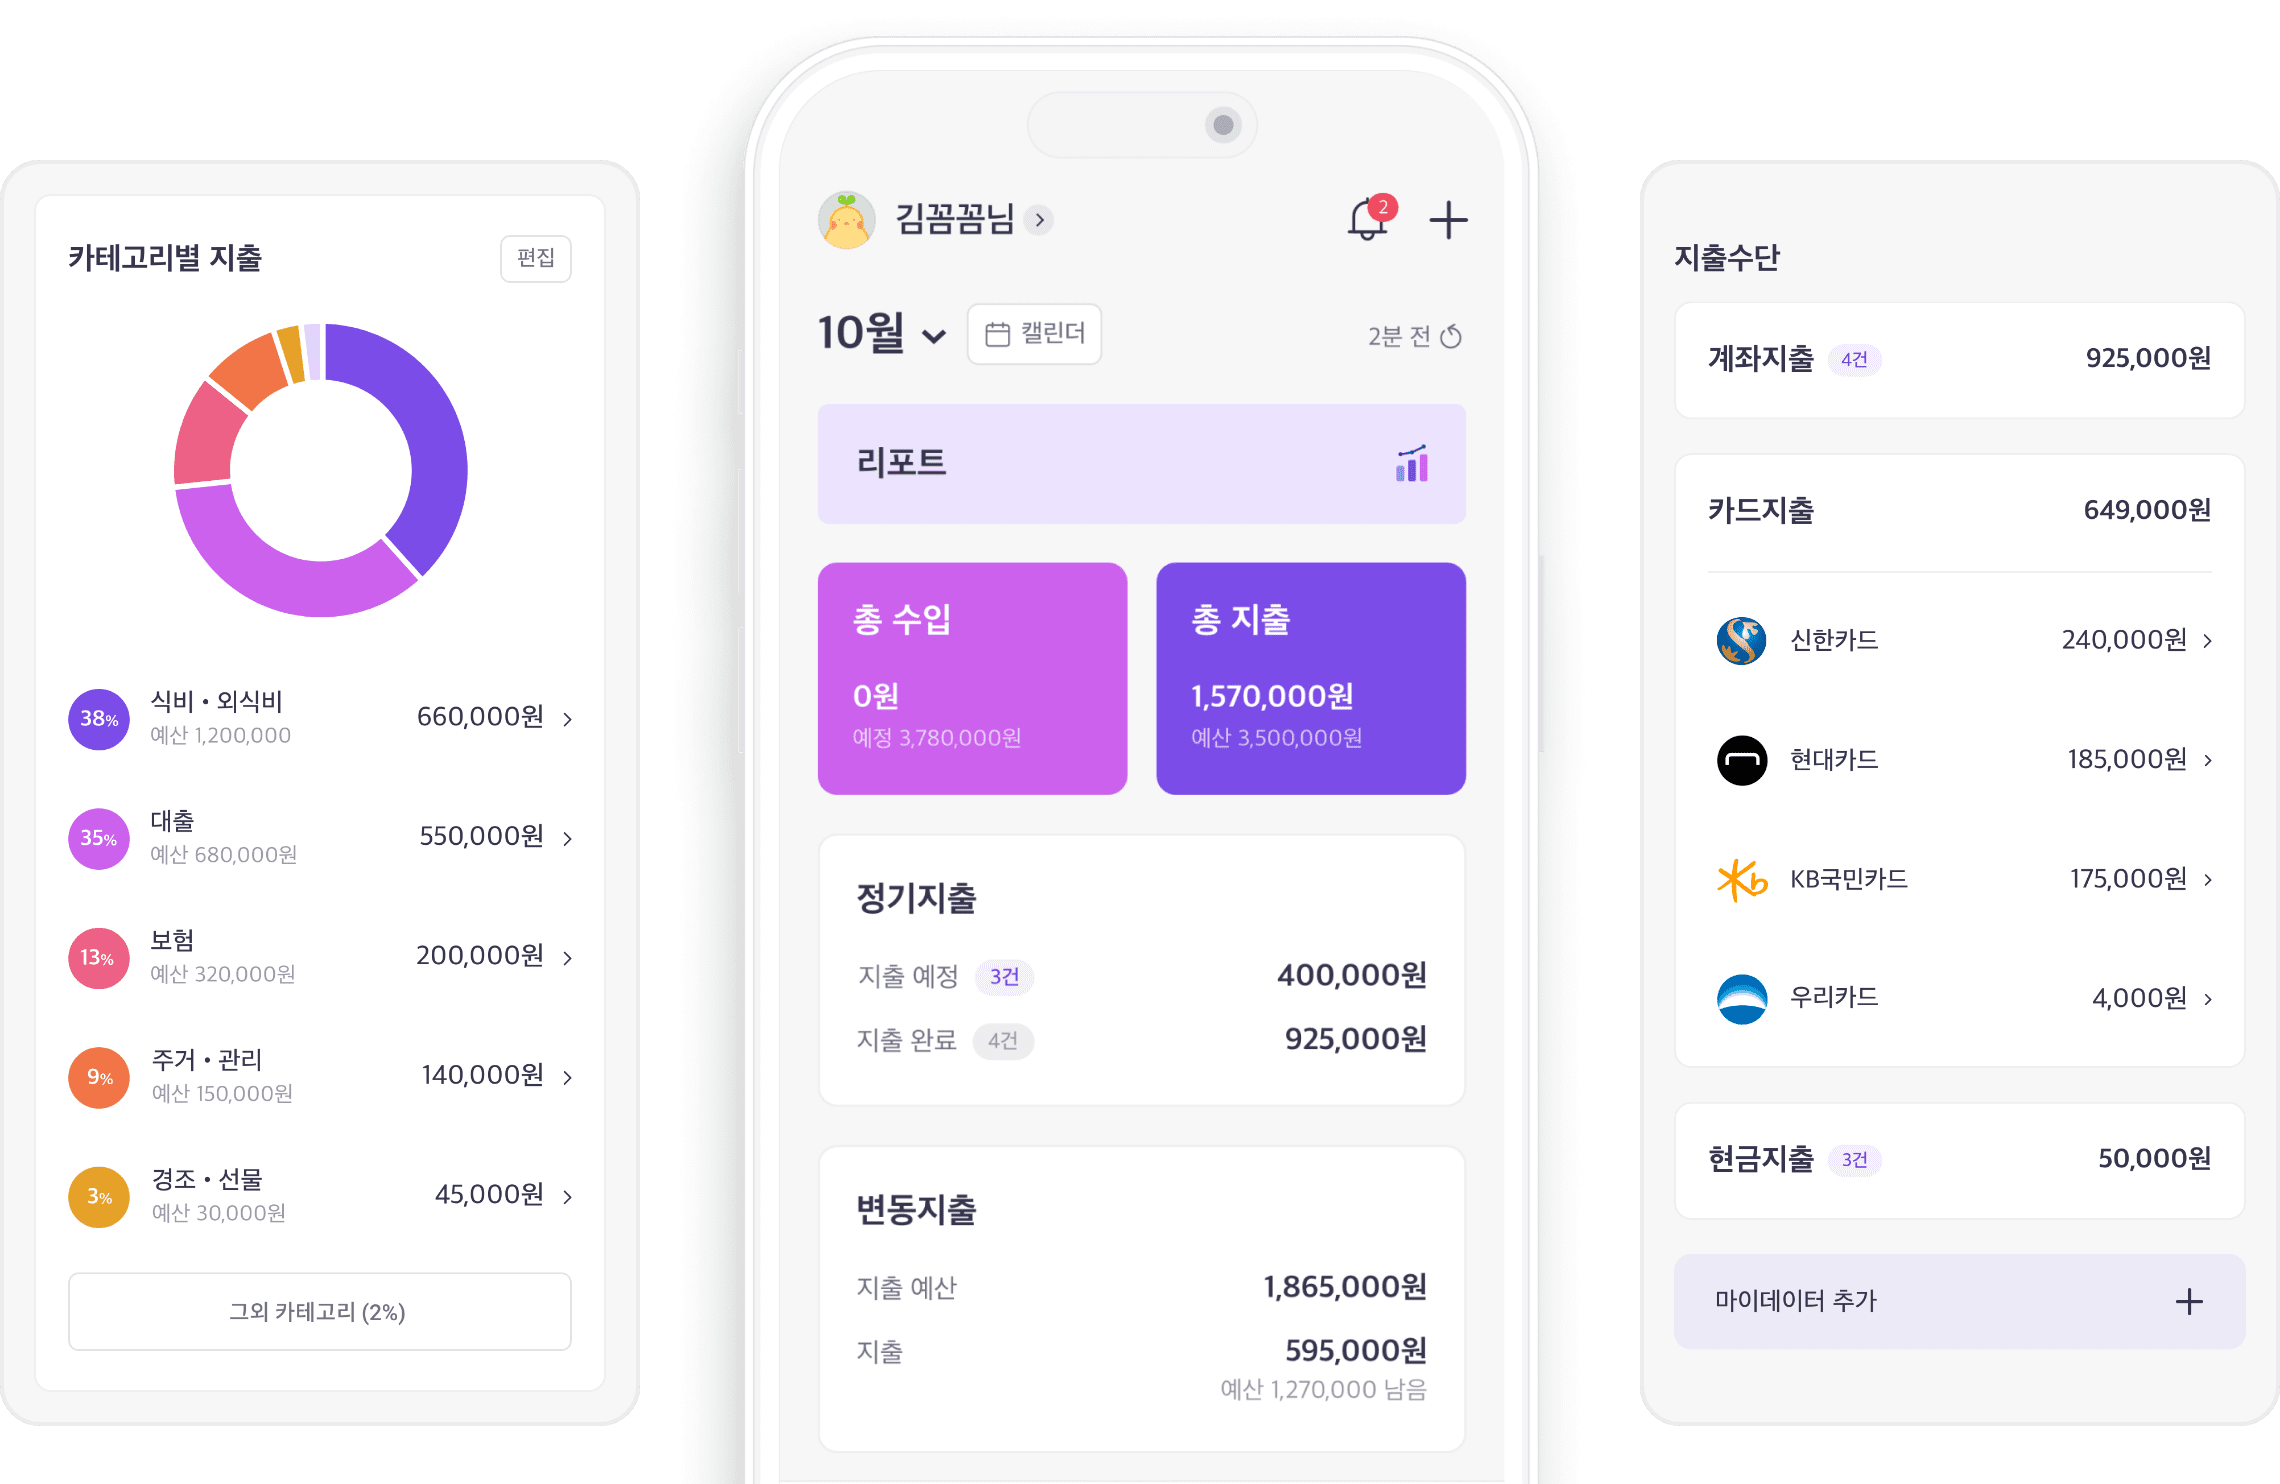 카테고리별 지출
편집
38%
식비 • 외식비
예산 1,200,000
660,000원
35%
대출
예산 680,000원
550,000원
13%
보험
예산 320,000원
200,000원
9%
주거 • 관리
예산 150,000원
140,000원
3%
경조 • 선물
예산 30,000원
45,000원
그외 카테고리 (2%)
김꼼꼼님
2
10월
캘린더
2분 전
리포트
총 수입
0원
예정 3,780,000원
총 지출
1,570,000원
예산 3,500,000원
정기지출
지출 예정 3건 400,000원
지출 완료 4건 925,000원
변동지출
지출 예산 1,865,000원
지출 595,000원
예산 1,270,000 남음
지출수단
계좌지출 4건 925,000원
카드지출 649,000원
신한카드 240,000원
현대카드 185,000원
KB국민카드 175,000원
우리카드 4,000원
현금지출 3건 50,000원
마이데이터 추가